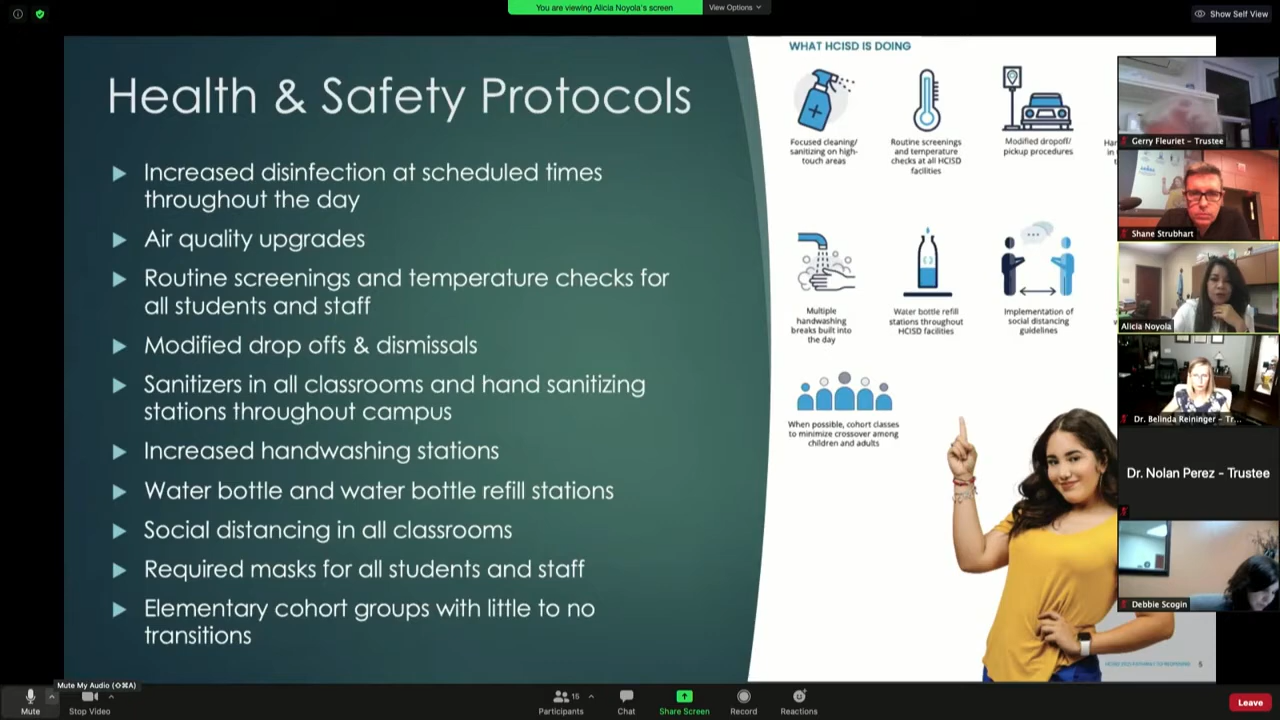 You are viewing Alicia Noyola's screen
View Options
Show Self View
Health & Safety Protocols
Increased disinfection at scheduled times
throughout the day
Air quality upgrades
Routine screenings and temperature checks for
all students and staff
Modified drop offs & dismissals
Sanitizers in all classrooms and hand sanitizing
stations throughout campus
Increased handwashing stations
Water bottle and water bottle refill stations
Social distancing in all classrooms
Required masks for all students and staff
Elementary cohort groups with little to no
transitions
WHAT HCISD IS DOING
Focused cleaning/
sanitizing on high-
touch areas
Routine screenings
and temperature
checks at all HCISD
facilities
Modified dropoff/
pickup procedures
Multiple
handwashing
breaks built into
the day
Water bottle refill
stations throughout
HCISD facilities
Implementation of
social distancing
guidelines
When possible, cohort classes
to minimize crossover among
children and adults
5
Gerry Fleuriet - Trustee
Shane Strubhart
Alicia Noyola
Dr. Belinda Reininger - Tr...
Dr. Nolan Perez - Trustee
Debbie Scogin
Mute My Audio (⇧⌘A)
Mute
Stop Video
15
Participants
Chat
Share Screen
Record
Reactions
Leave